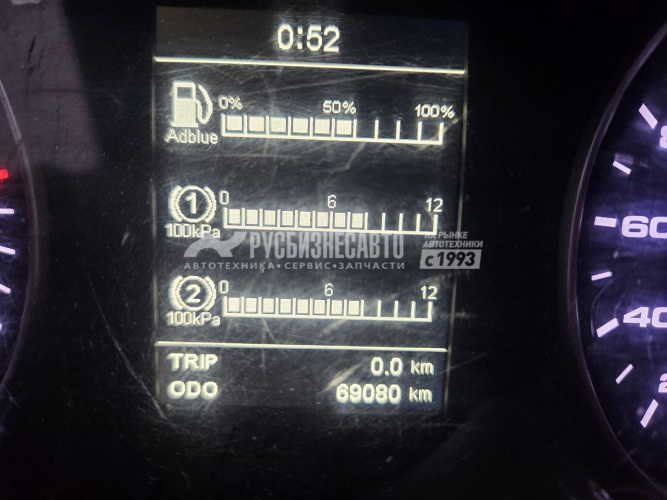 0:52
0% 50% 100%
Adblue
0 6 12
1
100kPa
РУСБИЗНЕСАВТО
АВТОТЕХНИКА•СЕРВИС•ЗАПЧАСТИ
НА РЫНКЕ
АВТОТЕХНИКИ
с 1993
0 6 12
2
100kPa
TRIP 0.0 km
ODO 69080 km
60
40